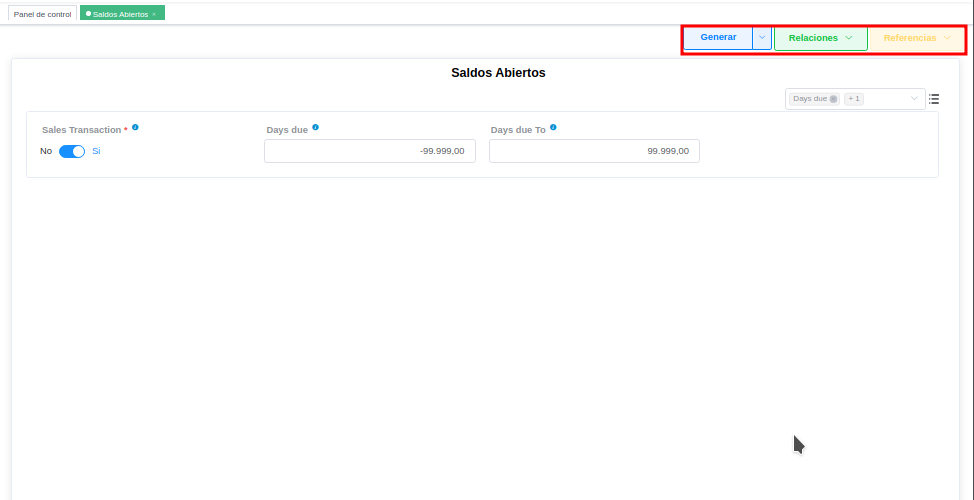 Panel de control
Saldos Abiertos ×
Generar
Relaciones
Referencias
Saldos Abiertos
Days due
+ 1
Sales Transaction *
Days due
Days due To
No
Si
-99.999,00
99.999,00